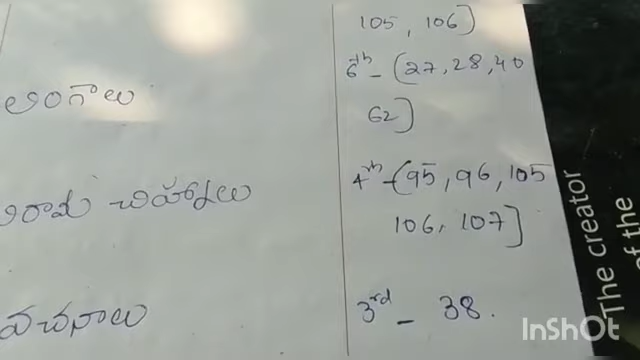 105, 106]
6th - (27, 28, 40
లింగాలు
62)
4th - (95, 96, 105
విరామ చిహ్నాలు
106, 107]
వచనాలు
3rd - 38.
The creator
of the
InShOt